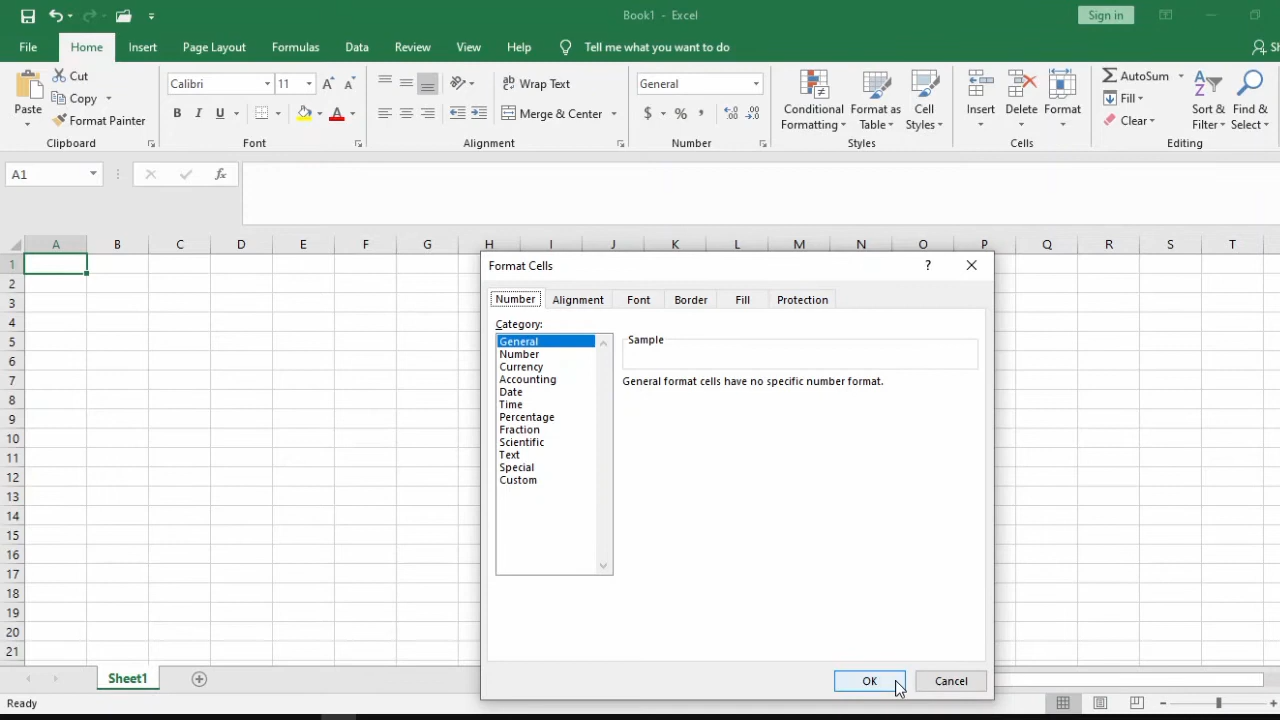 Book1 - Excel
Sign in
File Home Insert Page Layout Formulas Data Review View Help Tell me what you want to do
Paste
Cut
Copy
Format Painter
Clipboard
Calibri 11
B I U A
Font
Wrap Text
Merge & Center
Alignment
General
$ % ,
Number
Conditional Formatting
Format as Table
Cell Styles
Styles
Insert
Delete
Format
Cells
AutoSum
Fill
Clear
Sort & Filter
Find & Select
Editing
A1
fx
A B C D E F G H I J K L M N O P Q R S T
1
2
3
4
5
6
7
8
9
10
11
12
13
14
15
16
17
18
19
20
21
Format Cells
?
Number Alignment Font Border Fill Protection
Category:
General
Number
Currency
Accounting
Date
Time
Percentage
Fraction
Scientific
Text
Special
Custom
Sample
General format cells have no specific number format.
OK Cancel
Sheet1
Ready